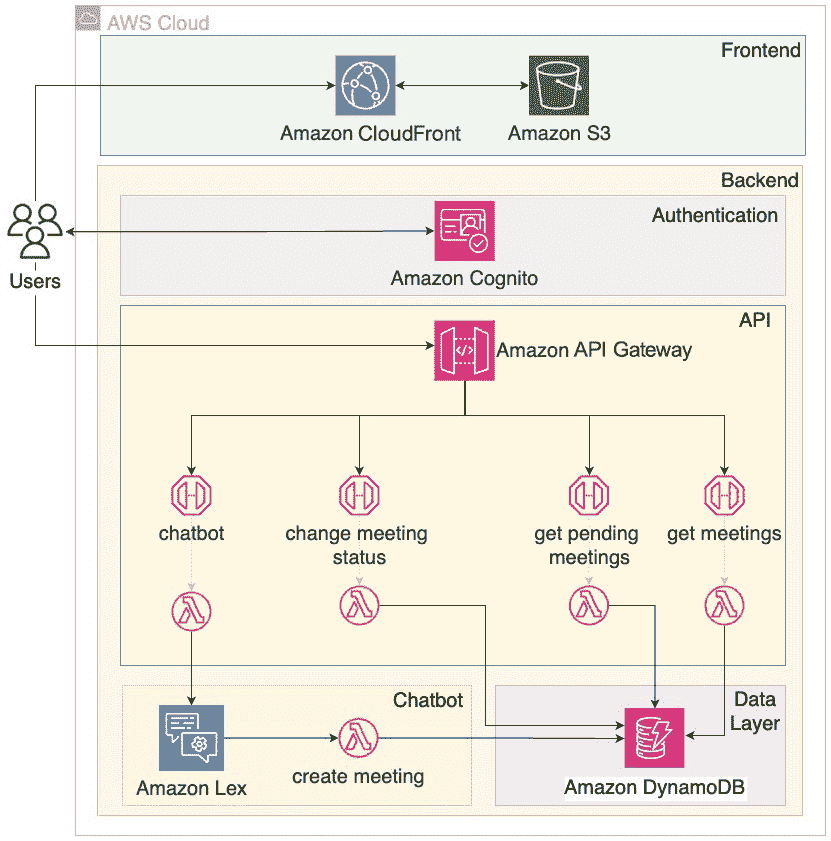 AWS Cloud
Frontend
Amazon CloudFront
Amazon S3
Backend
Authentication
Users
Amazon Cognito
API
Amazon API Gateway
chatbot
change meeting
status
get pending
meetings
get meetings
Chatbot
Data
Layer
Amazon Lex
create meeting
Amazon DynamoDB